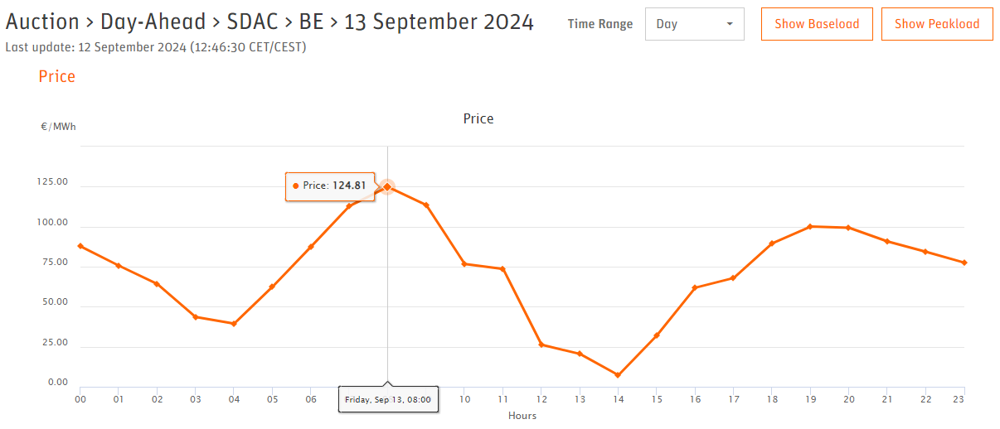 Auction > Day-Ahead > SDAC > BE > 13 September 2024
Time Range
Day
Show Baseload
Show Peakload
Last update: 12 September 2024 (12:46:30 CET/CEST)
Price
Price
€/MWh
125.00
100.00
75.00
50.00
25.00
0.00
Price: 124.81
00 01 02 03 04 05 06 10 11 12 13 14 15 16 17 18 19 20 21 22 23
Friday, Sep 13, 08:00
Hours